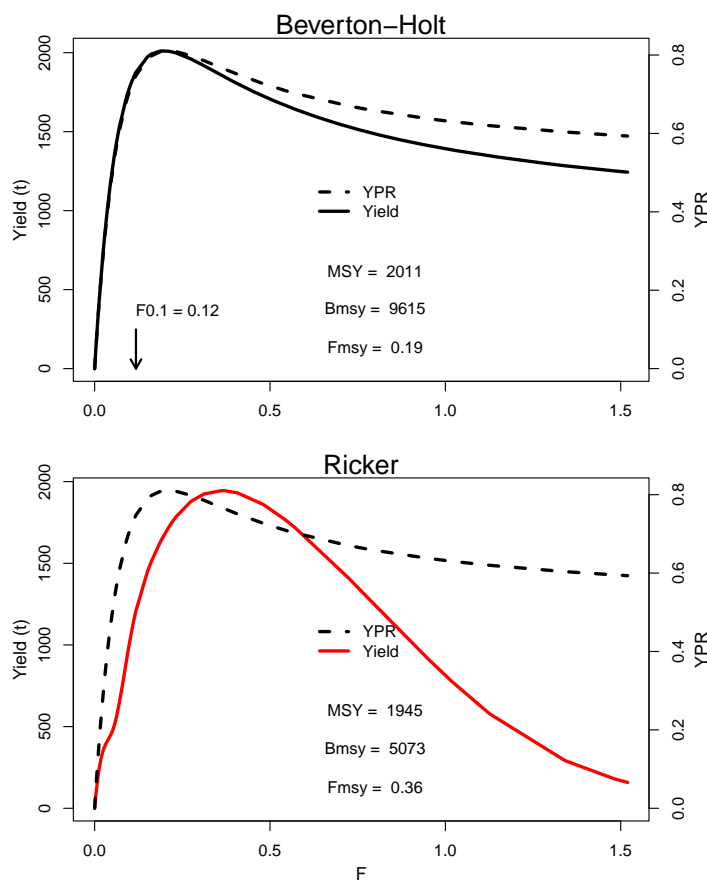 Beverton−Holt
Yield (t)
0
500
1000
1500
2000
YPR
0.0
0.2
0.4
0.6
0.8
YPR
Yield
MSY = 2011
Bmsy = 9615
Fmsy = 0.19
F0.1 = 0.12
0.0 0.5 1.0 1.5
Ricker
Yield (t)
0
500
1000
1500
2000
YPR
0.0
0.2
0.4
0.6
0.8
YPR
Yield
MSY = 1945
Bmsy = 5073
Fmsy = 0.36
0.0 0.5 1.0 1.5
F